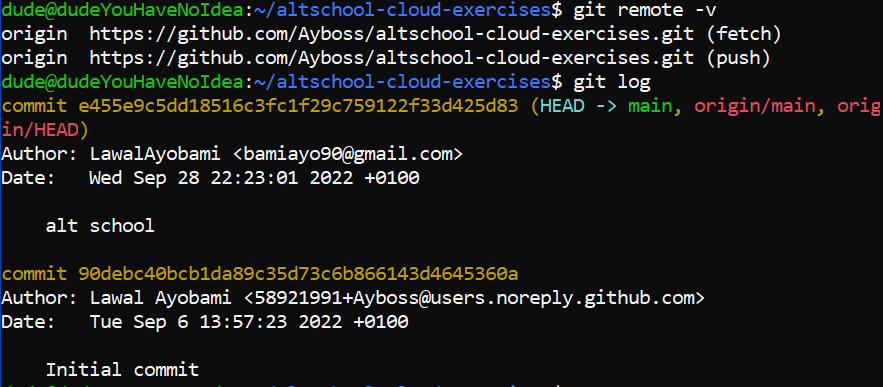 dude@dudeYouHaveNoIdea:~/altschool-cloud-exercises$ git remote -v
origin  https://github.com/Ayboss/altschool-cloud-exercises.git (fetch)
origin  https://github.com/Ayboss/altschool-cloud-exercises.git (push)
dude@dudeYouHaveNoIdea:~/altschool-cloud-exercises$ git log
commit e455e9c5dd18516c3fc1f29c759122f33d425d83 (HEAD -> main, origin/main, orig
in/HEAD)
Author: LawalAyobami <bamiayo90@gmail.com>
Date:   Wed Sep 28 22:23:01 2022 +0100
    alt school
commit 90debc40bcb1da89c35d73c6b866143d4645360a
Author: Lawal Ayobami <58921991+Ayboss@users.noreply.github.com>
Date:   Tue Sep 6 13:57:23 2022 +0100
    Initial commit